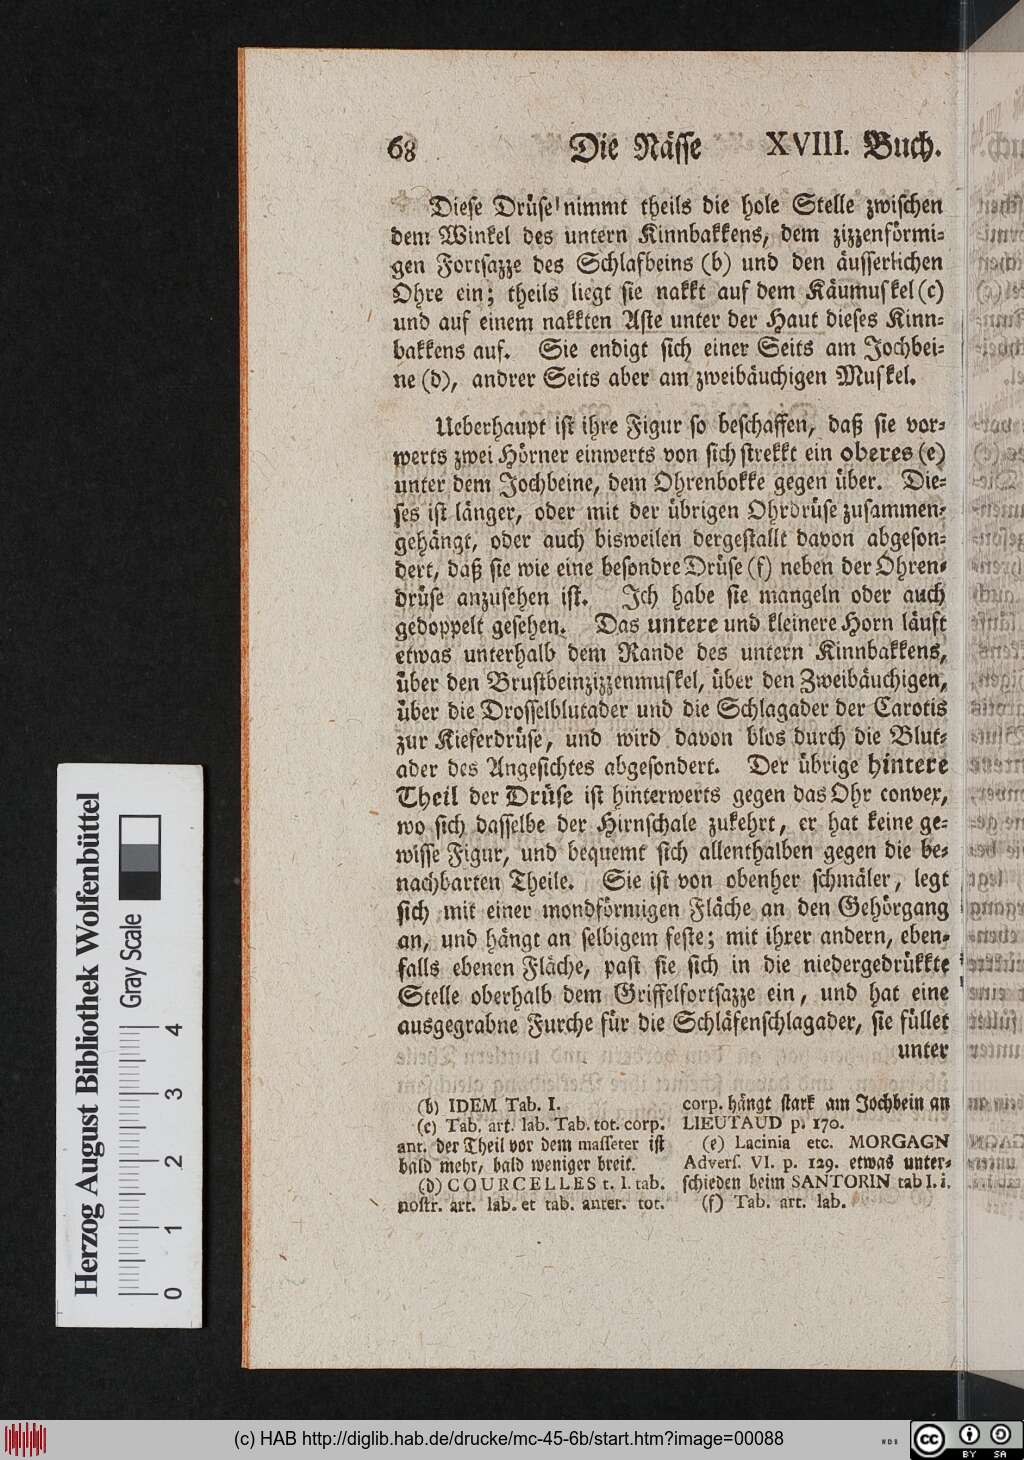 68 Die Nässe XVIII. Buch.
Diese Drüse nimmt theils die hole Stelle zwischen
dem Winkel des untern Kinnbakkens, dem zizzenförmi-
gen Fortsazze des Schlafbeins (b) und den äusserlichen
Ohre ein; theils liegt sie nakkt auf dem Käumuskel (c)
und auf einem nakkten Aste unter der Haut dieses Kinn-
bakkens auf. Sie endigt sich einer Seits am Jochbei-
ne (d), andrer Seits aber am zweibäuchigen Muskel.
Ueberhaupt ist ihre Figur so beschaffen, daß sie vor-
werts zwei Hörner einwerts von sich strekkt ein oberes (e)
unter dem Jochbeine, dem Ohrenbokke gegen über. Die-
ses ist länger, oder mit der übrigen Ohrdrüse zusammen-
gehängt, oder auch bisweilen dergestallt davon abgeson-
dert, daß sie wie eine besondre Drüse (f) neben der Ohren-
drüse anzusehen ist. Ich habe sie mangeln oder auch
gedoppelt gesehen. Das untere und kleinere Horn läuft
etwas unterhalb dem Rande des untern Kinnbakkens,
über den Brustbeinzizzenmuskel, über den Zweibäuchigen,
über die Drosselblutader und die Schlagader der Carotis
zur Kieferdrüse, und wird davon blos durch die Blut-
ader des Angesichtes abgesondert. Der übrige hintere
Theil der Drüse ist hinterwerts gegen das Ohr convex,
wo sich dasselbe der Hirnschale zukehrt, er hat keine ge-
wisse Figur, und bequemt sich allenthalben gegen die be-
nachbarten Theile. Sie ist von obenher schmäler, legt
sich mit einer mondförmigen Fläche an den Gehörgang
an, und hängt an selbigem feste; mit ihrer andern, eben-
falls ebenen Fläche, past sie sich in die niedergedrükkte
Stelle oberhalb dem Griffelfortsazze ein, und hat eine
ausgegrabne Furche für die Schläfenschlagader, sie füllet
unter
(b) IDEM Tab. I.
(c) Tab. art. lab. Tab. tot. corp.
ant. der Theil vor dem masseter ist
bald mehr, bald weniger breit.
(d) COURCELLES t. I. tab.
nostr. art. lab. et tab. anter. tot.
corp. hängt stark am Jochbein an
LIEUTAUD p. 170.
(e) Lacinia etc. MORGAGN
Advers. VI. p. 129. etwas unter-
schieden beim SANTORIN tab I. i.
(f) Tab. art. lab.
Herzog August Bibliothek Wolfenbüttel
Gray Scale
0 1 2 3 4
(c) HAB http://diglib.hab.de/drucke/mc-45-6b/start.htm?image=00088
WDB
cc BY SA